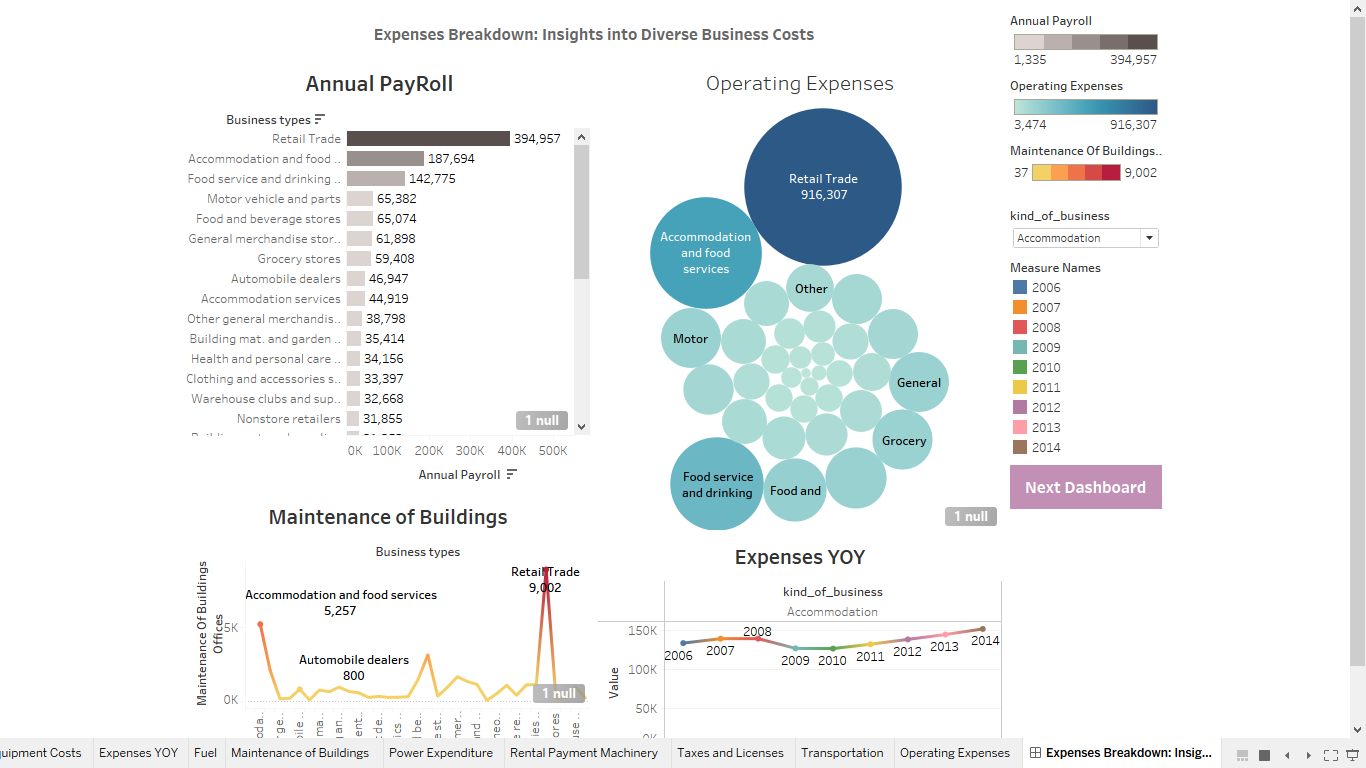 Expenses Breakdown: Insights into Diverse Business Costs
Annual PayRoll
Business types
Retail Trade 394,957
Accommodation and food .. 187,694
Food service and drinking .. 142,775
Motor vehicle and parts 65,382
Food and beverage stores 65,074
General merchandise stor.. 61,898
Grocery stores 59,408
Automobile dealers 46,947
Accommodation services 44,919
Other general merchandis.. 38,798
Building mat. and garden .. 35,414
Health and personal care .. 34,156
Clothing and accessories s.. 33,397
Warehouse clubs and sup.. 32,668
Nonstore retailers 31,855
1 null
0K 100K 200K 300K 400K 500K
Annual Payroll
Operating Expenses
Retail Trade
916,307
Accommodation
and food
services
Other
Motor
General
Grocery
Food service
and drinking
Food and
1 null
Annual Payroll
1,335 394,957
Operating Expenses
3,474 916,307
Maintenance Of Buildings..
37 9,002
kind_of_business
Accommodation
Measure Names
2006
2007
2008
2009
2010
2011
2012
2013
2014
Next Dashboard
Maintenance of Buildings
Business types
Maintenance Of Buildings
Offices
5K
0K
Accommodation and food services
5,257
Automobile dealers
800
Retail Trade
9,002
1 null
Expenses YOY
kind_of_business
Accommodation
Value
150K
100K
50K
0K
2006
2007
2008
2009
2010
2011
2012
2013
2014
quipment Costs
Expenses YOY
Fuel
Maintenance of Buildings
Power Expenditure
Rental Payment Machinery
Taxes and Licenses
Transportation
Operating Expenses
Expenses Breakdown: Insig...